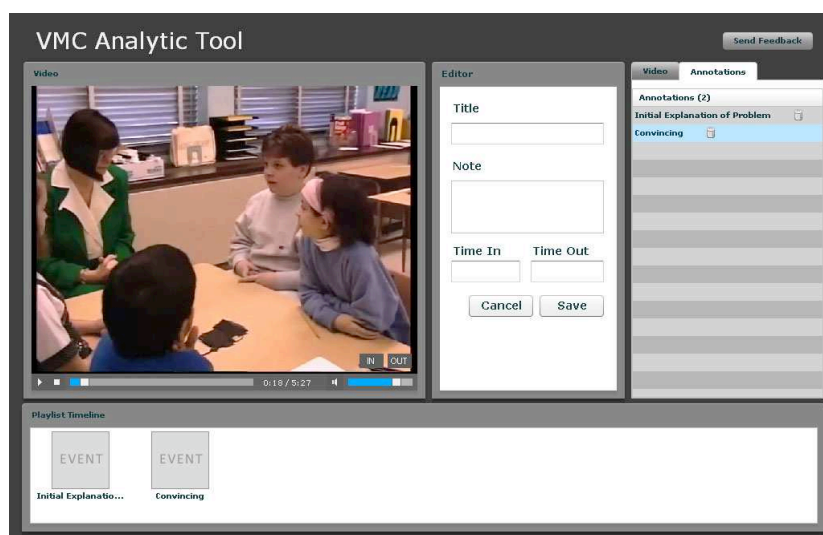 VMC Analytic Tool
Send Feedback
Video
Editor
Video Annotations
Annotations (2)
Initial Explanation of Problem
Convincing
Title
Note
Time In Time Out
Cancel Save
IN OUT
0:18 / 5:27
Playlist Timeline
EVENT EVENT
Initial Explanatio... Convincing